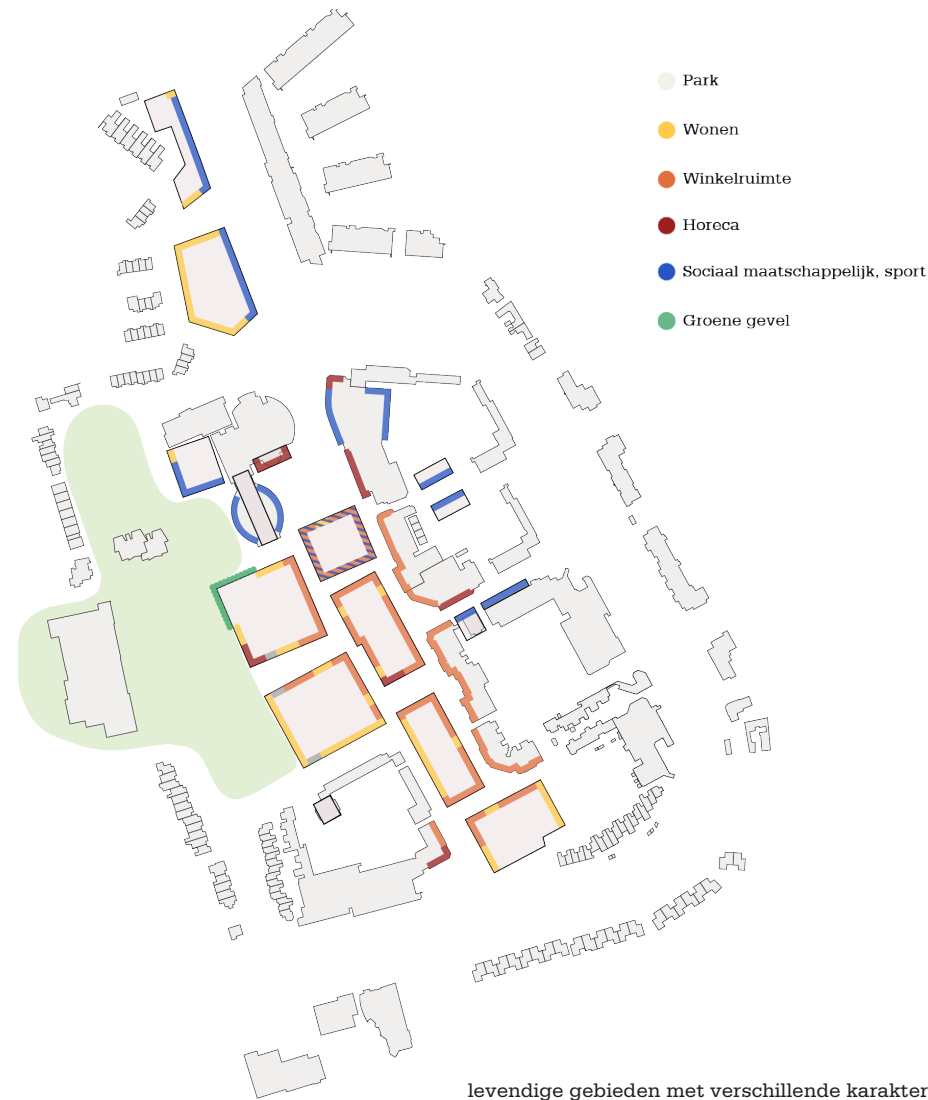 Park
Wonen
Winkelruimte
Horeca
Sociaal maatschappelijk, sport
Groene gevel
levendige gebieden met verschillende karakter